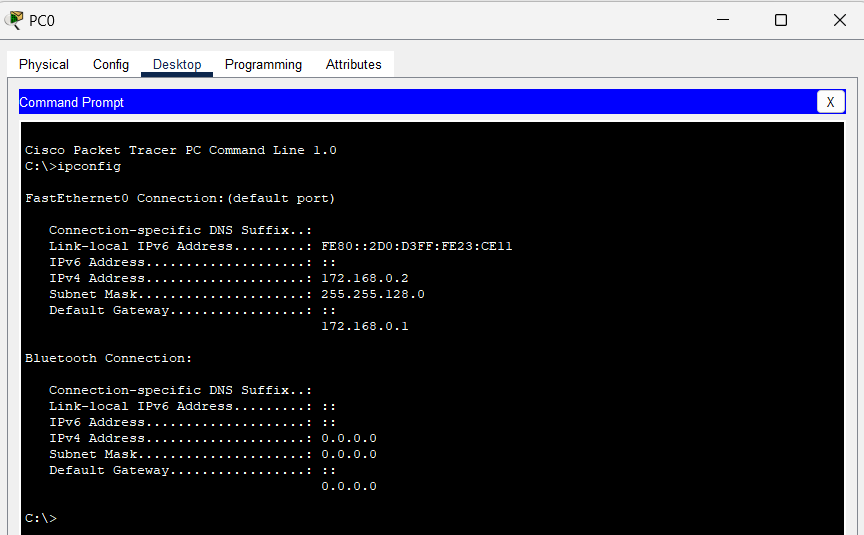 PC0
Physical Config Desktop Programming Attributes
Command Prompt X
Cisco Packet Tracer PC Command Line 1.0
C:\>ipconfig
FastEthernet0 Connection:(default port)
Connection-specific DNS Suffix..:
Link-local IPv6 Address.........: FE80::2D0:D3FF:FE23:CE11
IPv6 Address....................: ::
IPv4 Address....................: 172.168.0.2
Subnet Mask.....................: 255.255.128.0
Default Gateway.................: ::
172.168.0.1
Bluetooth Connection:
Connection-specific DNS Suffix..:
Link-local IPv6 Address.........: ::
IPv6 Address....................: ::
IPv4 Address....................: 0.0.0.0
Subnet Mask.....................: 0.0.0.0
Default Gateway.................: ::
0.0.0.0
C:\>